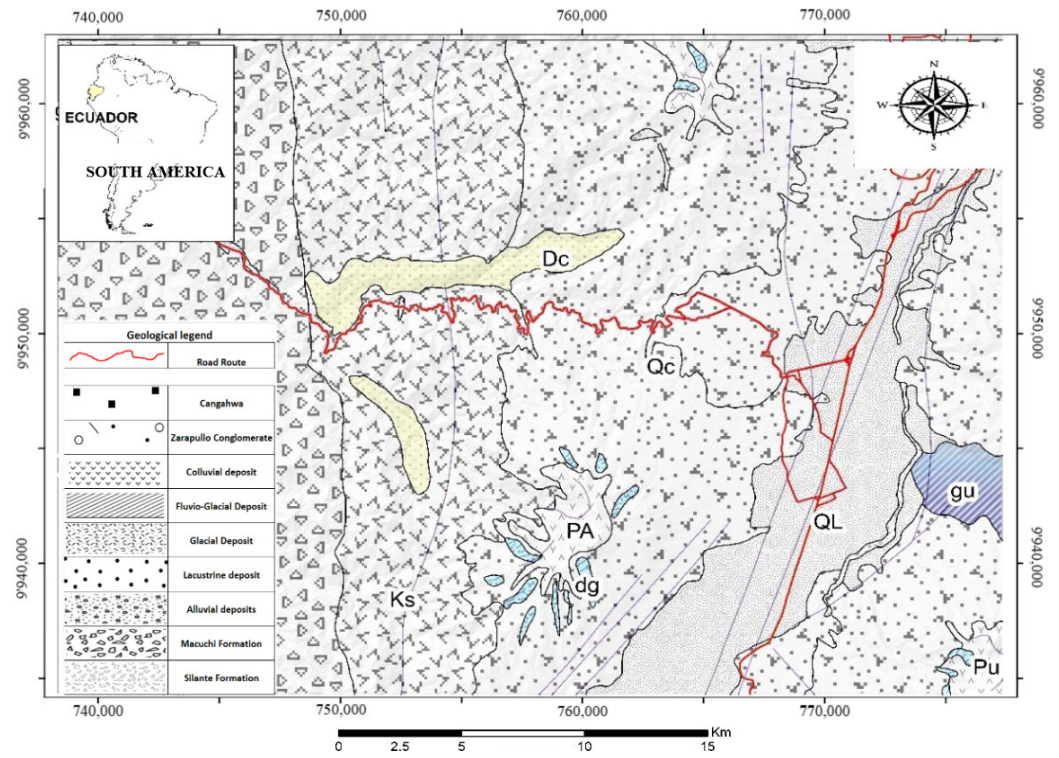 740,000
750,000
760,000
770,000
9960,000
9960,000
N
W
E
S
ECUADOR
SOUTH AMERICA
Dc
9950,000
9950,000
Geological legend
Road Route
Cangahwa
Zarapullo Conglomerate
Colluvial deposit
Fluvio-Glacial Deposit
Glacial Deposit
Lacustrine deposit
Alluvial deposits
Macuchi Formation
Silante Formation
Qc
gu
QL
PA
dg
Ks
Pu
9940,000
9940,000
740,000
750,000
760,000
770,000
0
2.5
5
10
15
Km